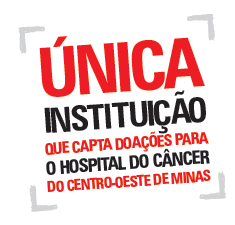 ÚNICA
INSTITUIÇÃO
QUE CAPTA DOAÇÕES PARA
O HOSPITAL DO CÂNCER
DO CENTRO-OESTE DE MINAS